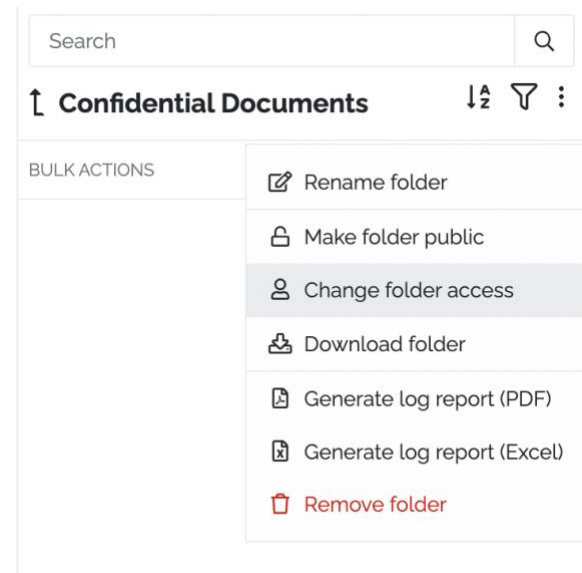 Search
Confidential Documents
BULK ACTIONS
Rename folder
Make folder public
Change folder access
Download folder
Generate log report (PDF)
Generate log report (Excel)
Remove folder